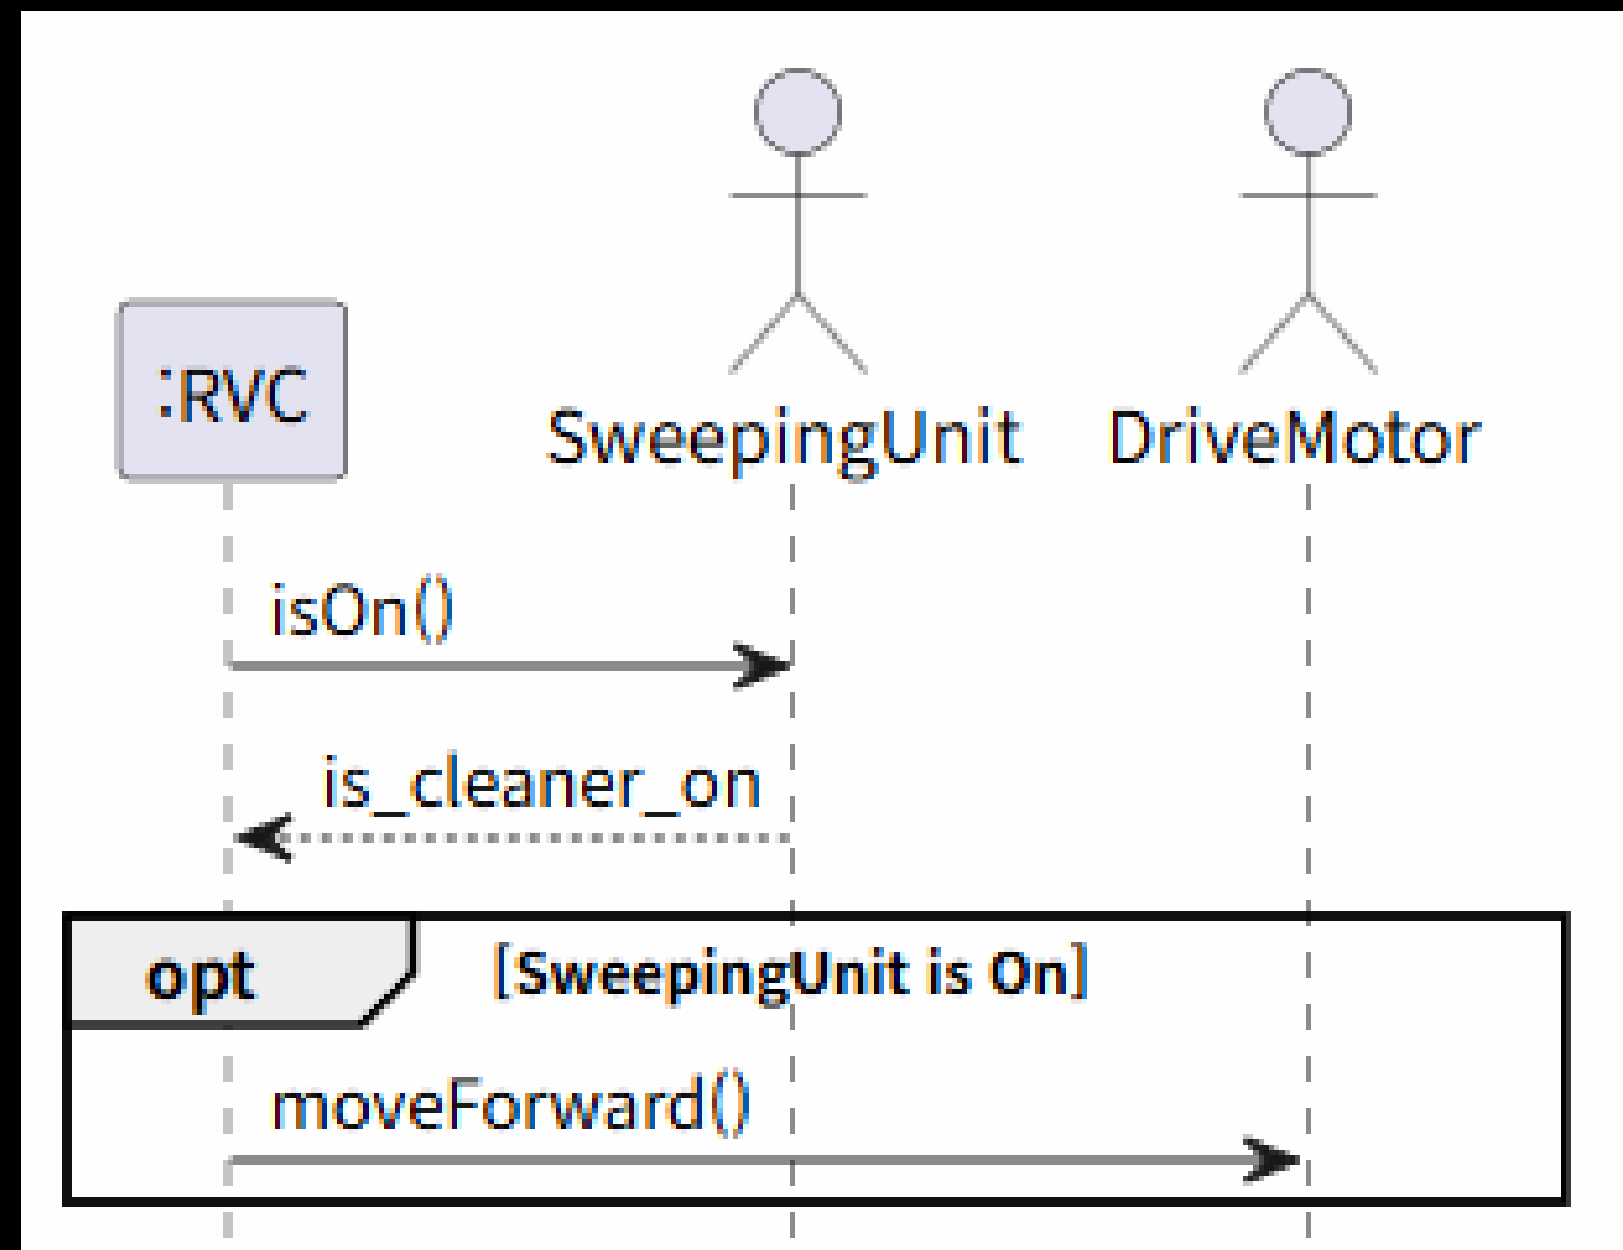 :RVC
SweepingUnit
DriveMotor
isOn()
is_cleaner_on
opt
[SweepingUnit is On]
moveForward()